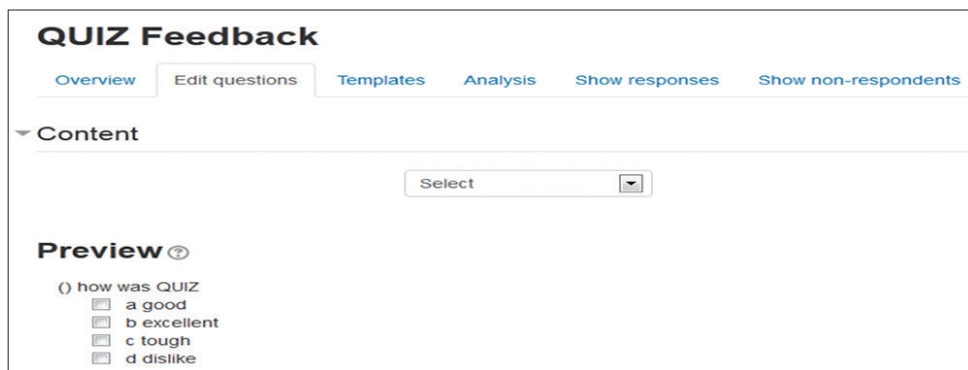 QUIZ Feedback
Overview Edit questions Templates Analysis Show responses Show non-respondents
Content
Select
Preview ?
() how was QUIZ
a good
b excellent
c tough
d dislike